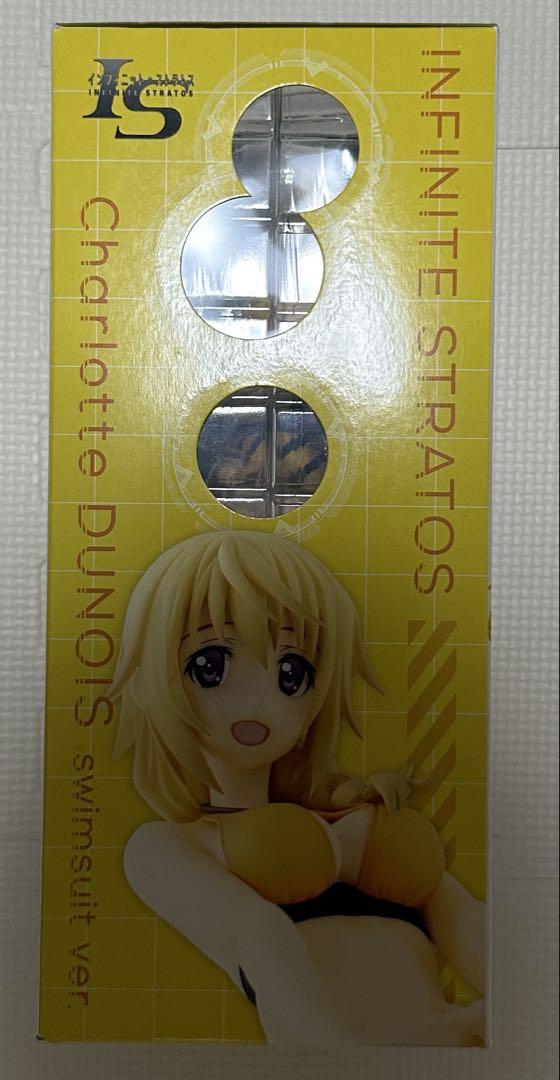 インフィニット・ストラトス
IS
INFINITE STRATOS
INFINITE STRATOS
Charlotte DUNOIS swimsuit ver.